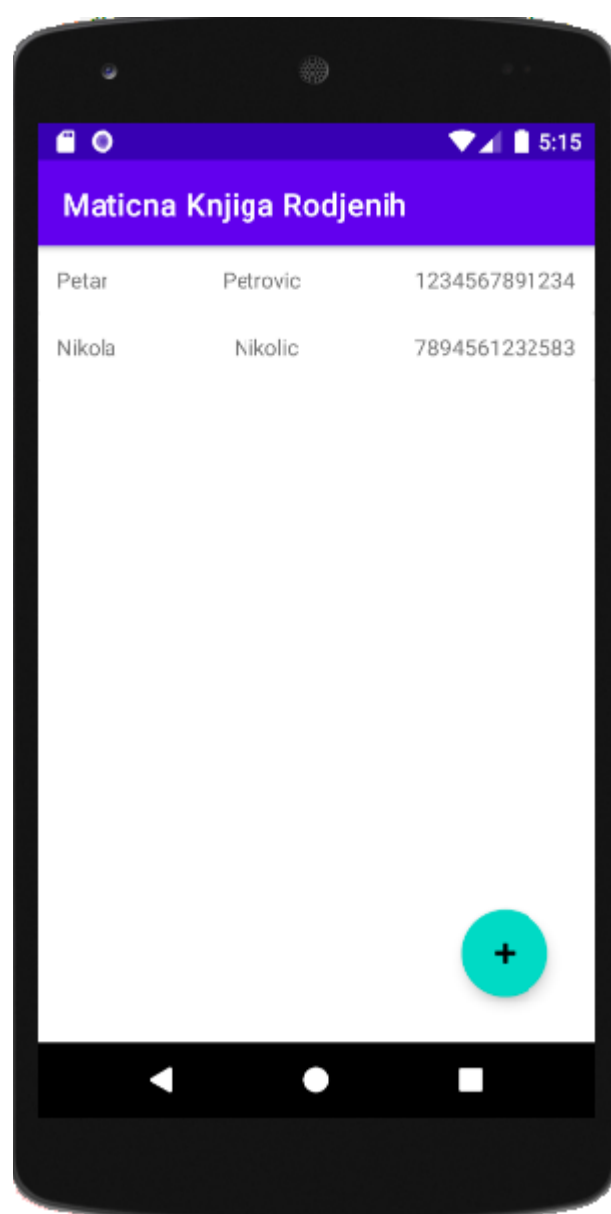 5:15
Maticna Knjiga Rodjenih
Petar Petrovic 1234567891234
Nikola Nikolic 7894561232583
+